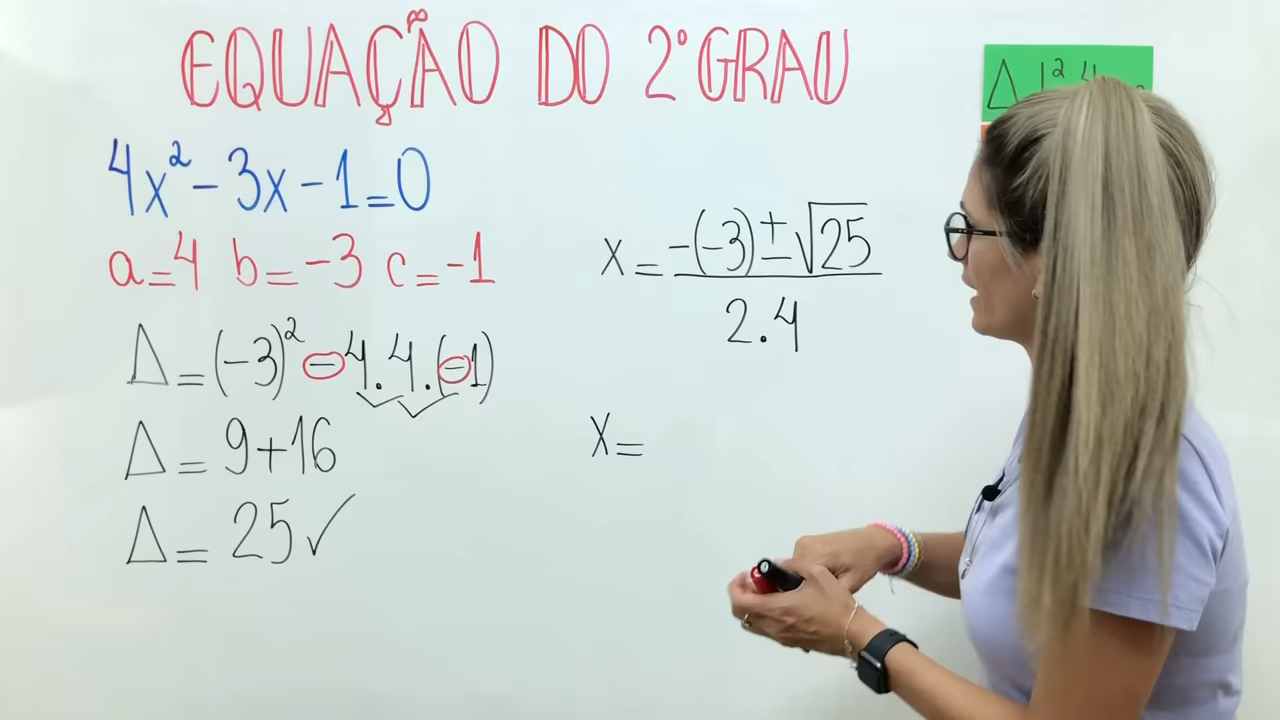 EQUAÇÃO DO 2º GRAU
4x² - 3x - 1 = 0
a = 4 b = -3 c = -1
Δ = (-3)² - 4 . 4 . (-1)
Δ = 9 + 16
Δ = 25 ✓
x = -(-3) ± √25
2 . 4
x =
Δ